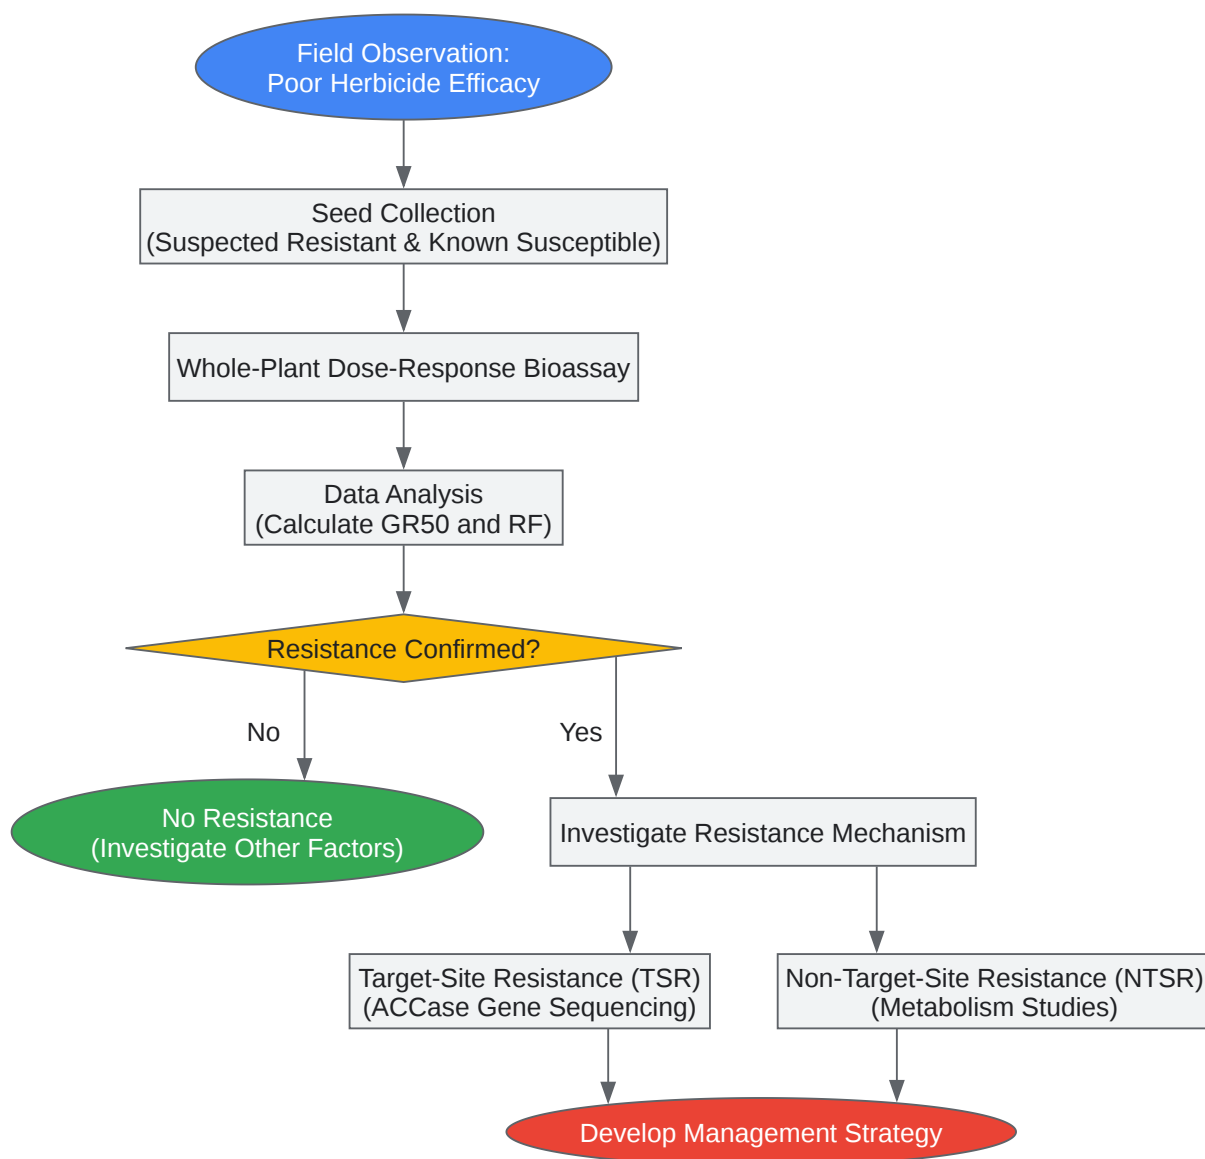 Field Observation:
Poor Herbicide Efficacy
Seed Collection
(Suspected Resistant & Known Susceptible)
Whole-Plant Dose-Response Bioassay
Data Analysis
(Calculate GR50 and RF)
Resistance Confirmed?
No
Yes
No Resistance
(Investigate Other Factors)
Investigate Resistance Mechanism
Target-Site Resistance (TSR)
(ACCase Gene Sequencing)
Non-Target-Site Resistance (NTSR)
(Metabolism Studies)
Develop Management Strategy